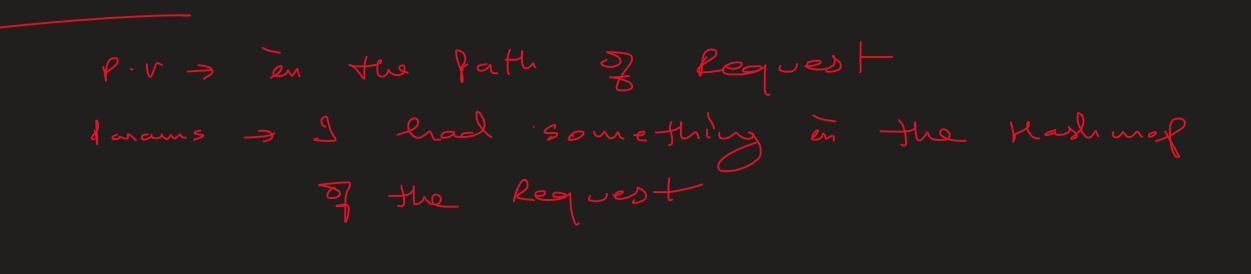 P.V → in the Path of Request
Params → I had something in the Hashmap
of the Request